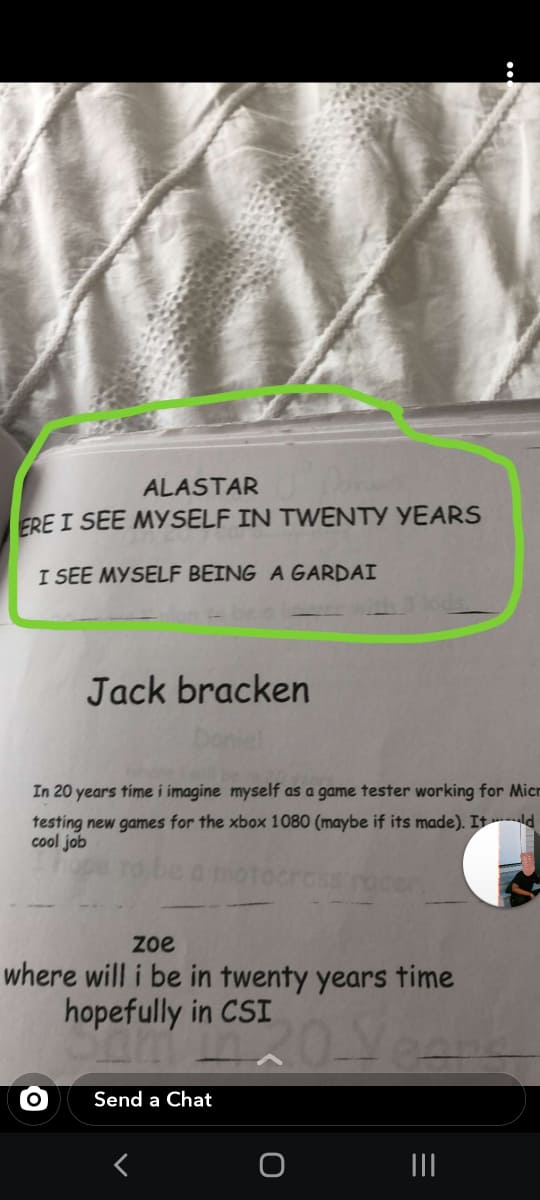 ALASTAR
ERE I SEE MYSELF IN TWENTY YEARS
I SEE MYSELF BEING A GARDAI
Jack bracken
Daniel
In 20 years time i imagine myself as a game tester working for Micr
testing new games for the xbox 1080 (maybe if its made). It
cool job
I hope to be a motocross racer.
zoe
where will i be in twenty years time
hopefully in CSI
Sam in 20 Years
Send a Chat